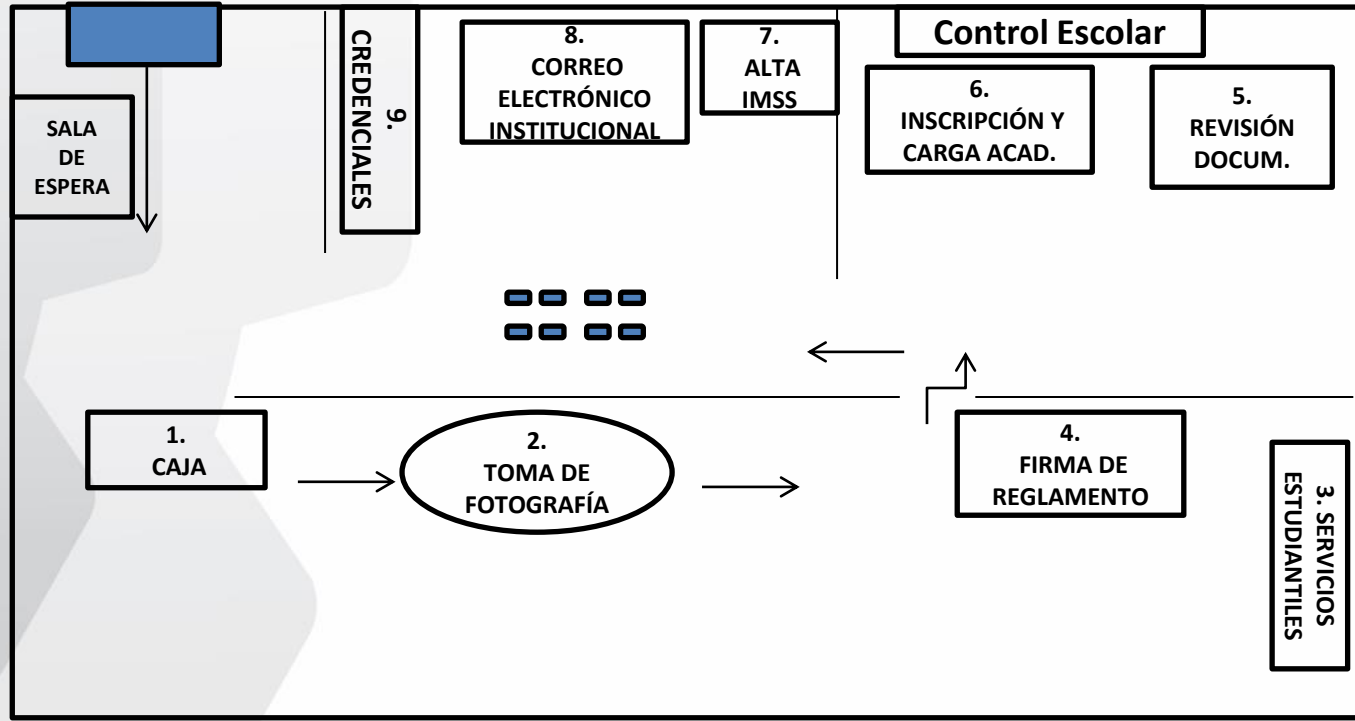 Control Escolar
SALA
DE
ESPERA
9.
CREDENCIALES
8.
CORREO
ELECTRÓNICO
INSTITUCIONAL
7.
ALTA
IMSS
6.
INSCRIPCIÓN Y
CARGA ACAD.
5.
REVISIÓN
DOCUM.
1.
CAJA
2.
TOMA DE
FOTOGRAFÍA
4.
FIRMA DE
REGLAMENTO
3. SERVICIOS
ESTUDIANTILES